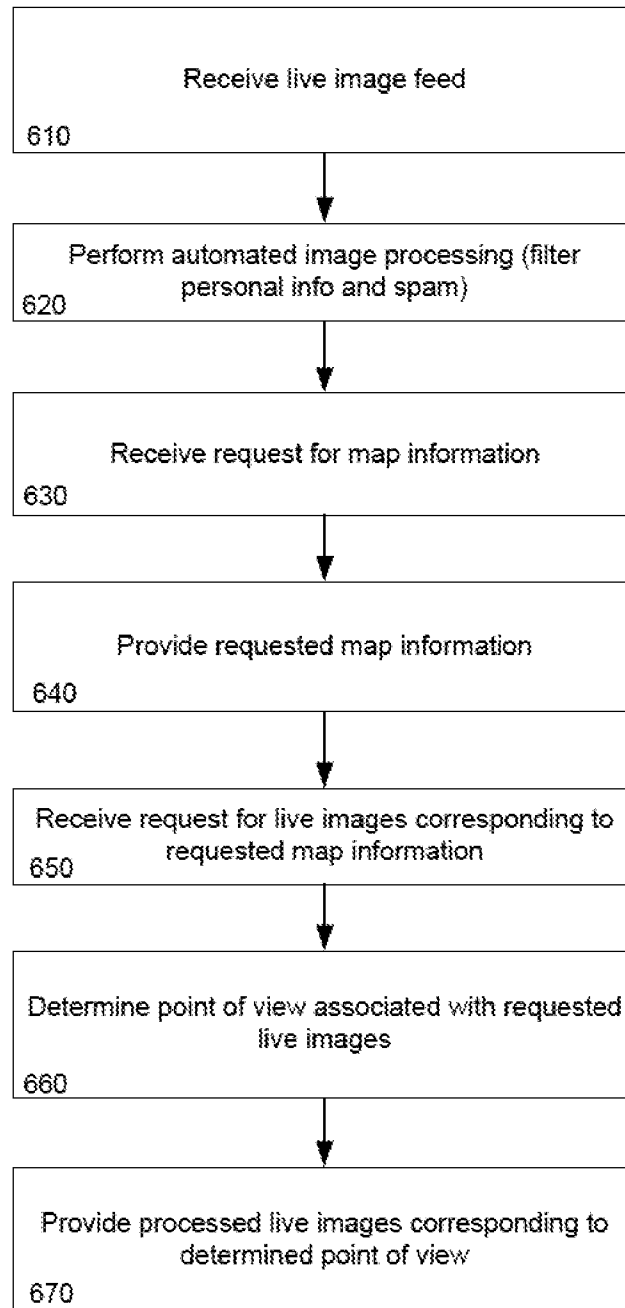 Receive live image feed
610
Perform automated image processing (filter
personal info and spam)
620
Receive request for map information
630
Provide requested map information
640
Receive request for live images corresponding to
requested map information
650
Determine point of view associated with requested
live images
660
Provide processed live images corresponding to
determined point of view
670